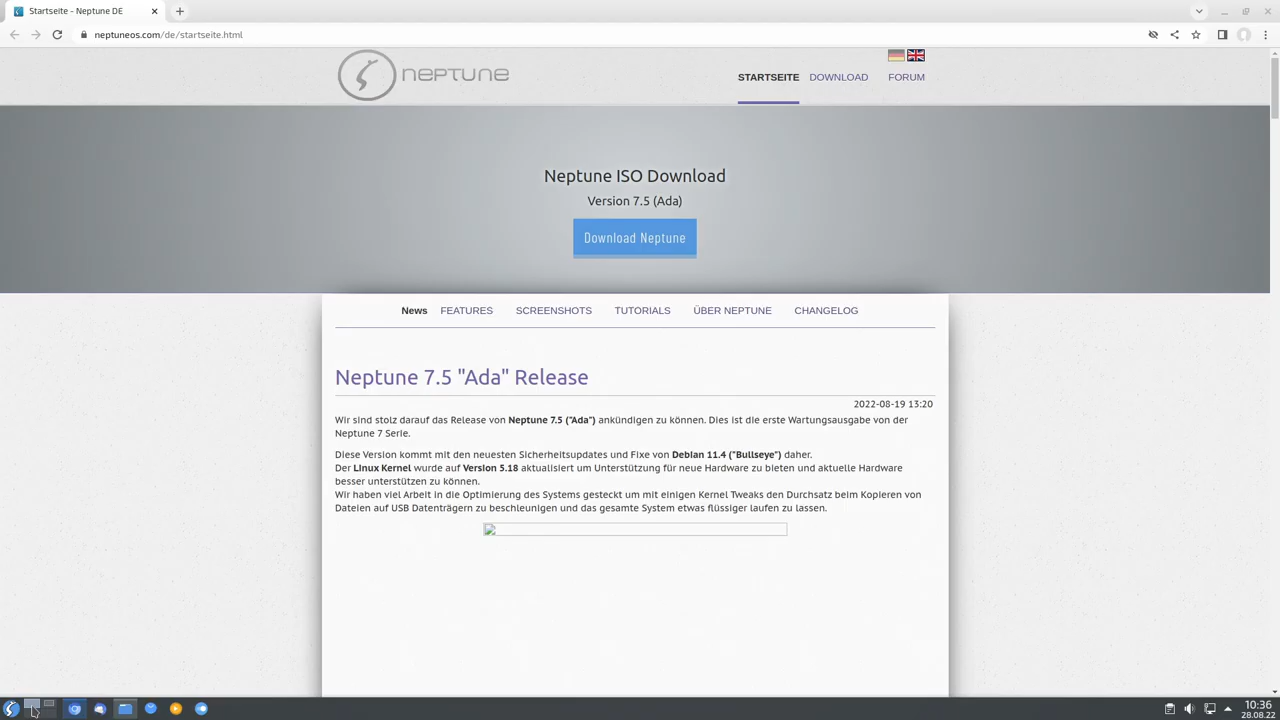 Startseite - Neptune DE
neptuneos.com/de/startseite.html
neptune
STARTSEITE DOWNLOAD FORUM
Neptune ISO Download
Version 7.5 (Ada)
Download Neptune
News FEATURES SCREENSHOTS TUTORIALS ÜBER NEPTUNE CHANGELOG
Neptune 7.5 "Ada" Release
2022-08-19 13:20
Wir sind stolz darauf das Release von Neptune 7.5 ("Ada") ankündigen zu können. Dies ist die erste Wartungsausgabe von der
Neptune 7 Serie.
Diese Version kommt mit den neuesten Sicherheitsupdates und Fixe von Debian 11.4 ("Bullseye") daher.
Der Linux Kernel wurde auf Version 5.18 aktualisiert um Unterstützung für neue Hardware zu bieten und aktuelle Hardware
besser unterstützen zu können.
Wir haben viel Arbeit in die Optimierung des Systems gesteckt um mit einigen Kernel Tweaks den Durchsatz beim Kopieren von
Dateien auf USB Datenträgern zu beschleunigen und das gesamte System etwas flüssiger laufen zu lassen.
10:36
28.08.22